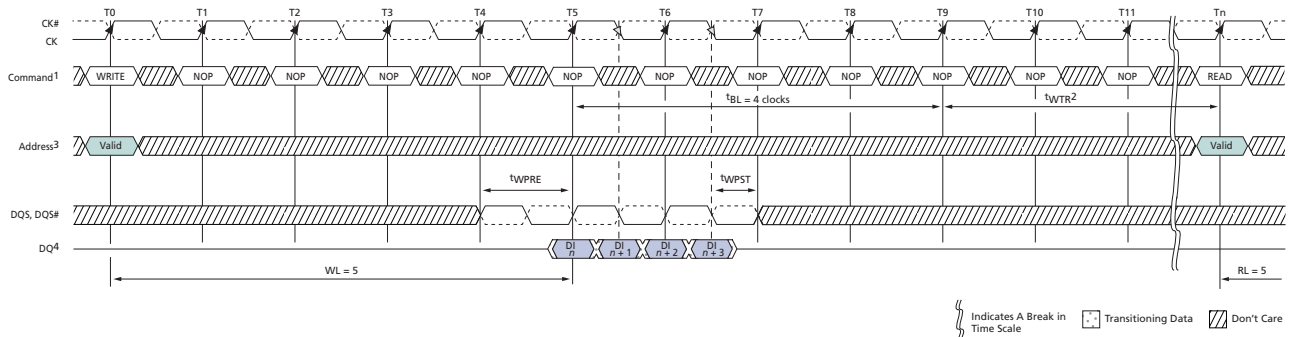 T0 T1 T2 T3 T4 T5 T6 T7 T8 T9 T10 T11 Tn
CK#
CK
Command1 WRITE NOP NOP NOP NOP NOP NOP NOP NOP NOP NOP NOP READ
tBL = 4 clocks tWTR2
Address3 Valid Valid
tWPRE tWPST
DQS, DQS#
DQ4 DI n DI n + 1 DI n + 2 DI n + 3
WL = 5 RL = 5
Indicates A Break in
Time Scale
Transitioning Data
Don't Care